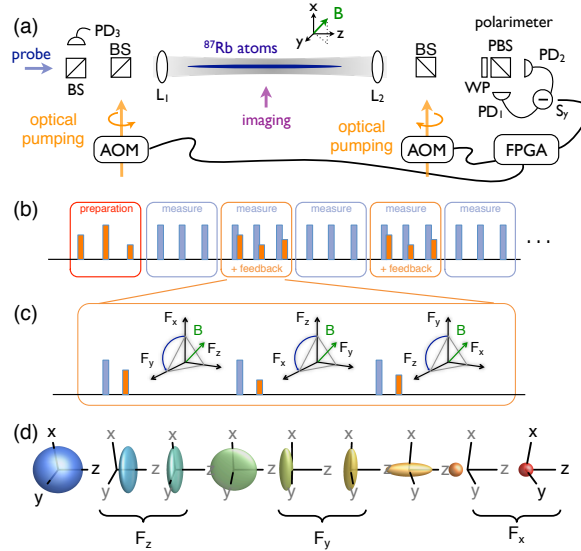 (a)
PD3
x
B
z
y
polarimeter
probe
BS
BS
87Rb atoms
BS
PBS
PD2
WP
BS
L1
L2
PD1
Sy
imaging
optical
pumping
optical
pumping
AOM
AOM
FPGA
(b)
preparation
measure
measure
measure
measure
measure
+ feedback
+ feedback
...
(c)
Fx
B
Fy
Fz
Fz
B
Fx
Fy
Fy
B
Fz
Fx
(d)
x
x
x
x
x
x
x
x
x
z
z
z
z
z
z
z
z
z
y
y
y
y
y
y
y
y
y
Fz
Fy
Fx